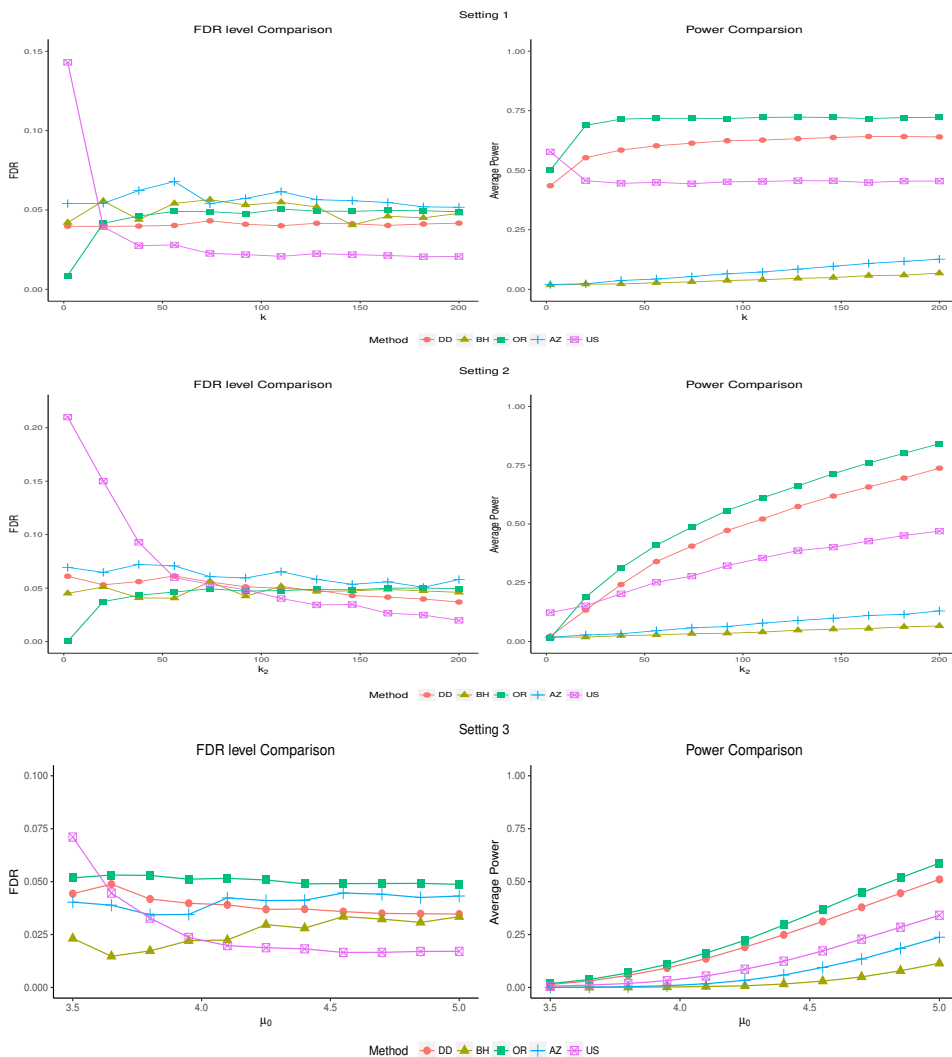 Setting 1
FDR level Comparison
Power Comparsion
0.15
0.10
0.05
0.00
FDR
0
50
100
150
200
k
1.00
0.75
0.50
0.25
0.00
Average Power
0
50
100
150
200
k
Method DD BH OR AZ US
Setting 2
FDR level Comparison
Power Comparison
0.20
0.15
0.10
0.05
0.00
FDR
0
50
100
150
200
k₂
1.00
0.75
0.50
0.25
0.00
Average Power
0
50
100
150
200
k₂
Method DD BH OR AZ US
Setting 3
FDR level Comparison
Power Comparison
0.100
0.075
0.050
0.025
0.000
FDR
3.5
4.0
4.5
5.0
μ₀
1.00
0.75
0.50
0.25
0.00
Average Power
3.5
4.0
4.5
5.0
μ₀
Method DD BH OR AZ US